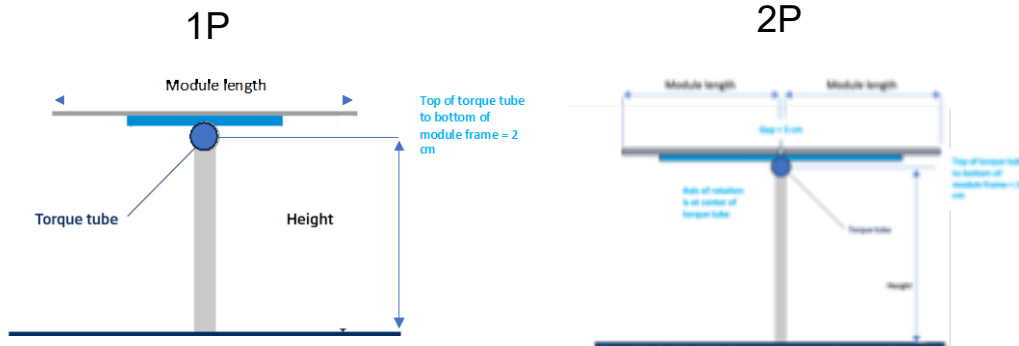 1P
2P
Module length
Top of torque tube
to bottom of
module frame = 2
cm
Torque tube
Height
Module length
Module length
Gap = 
cm
Top of torque tube
to bottom of
module frame =
cm
Axis of rotation
is at center of
torque tube
Torque tube
Height